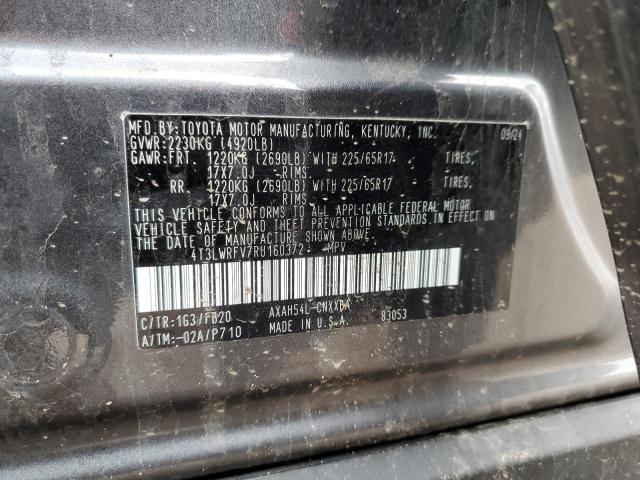 MFD. BY: TOYOTA MOTOR MANUFACTURING, KENTUCKY, INC. 09/24
GVWR: 2230KG (4920LB)
GAWR: FRT. 1220KG (2690LB) WITH 225/65R17 TIRES,
17X7.0J RIMS
RR. 1220KG (2690LB) WITH 225/65R17 TIRES,
17X7.0J RIMS
THIS VEHICLE CONFORMS TO ALL APPLICABLE FEDERAL MOTOR
VEHICLE SAFETY AND THEFT PREVENTION STANDARDS IN EFFECT ON
THE DATE OF MANUFACTURE SHOWN ABOVE.
4T3LWRFV7RU160372 MPV
C/TR: 1G3/FB20 AXAH54L-CNXXBA
A/TM: -02A/P710 MADE IN U.S.A. 83053